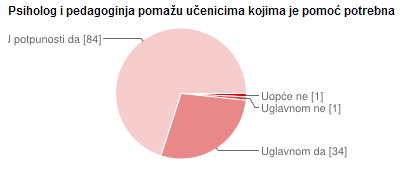 Psiholog i pedagoginja pomažu učenicima kojima je pomoć potrebna
potpunosti da [84]
Uopće ne [1]
Uglavnom ne [1]
Uglavnom da [34]